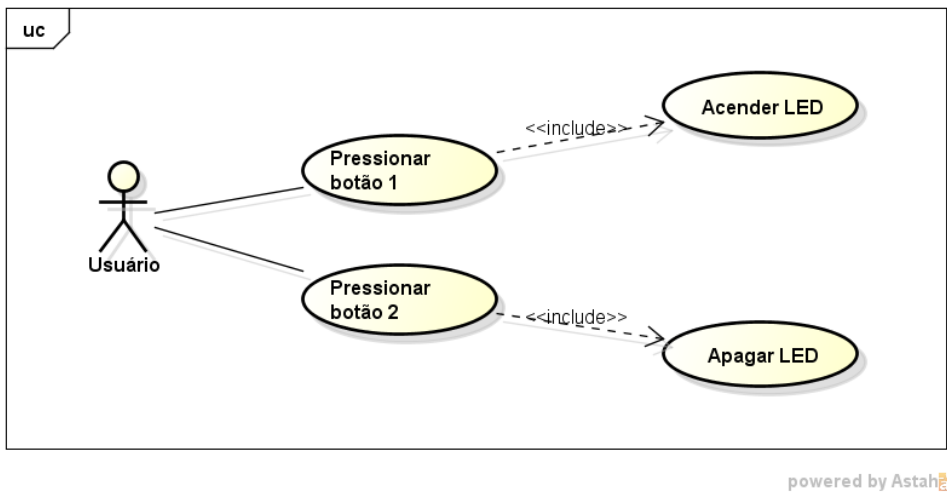 uc
Acender LED
<<include>>
Pressionar
botão 1
Usuário
Pressionar
botão 2
<<include>>
Apagar LED
powered by Astah